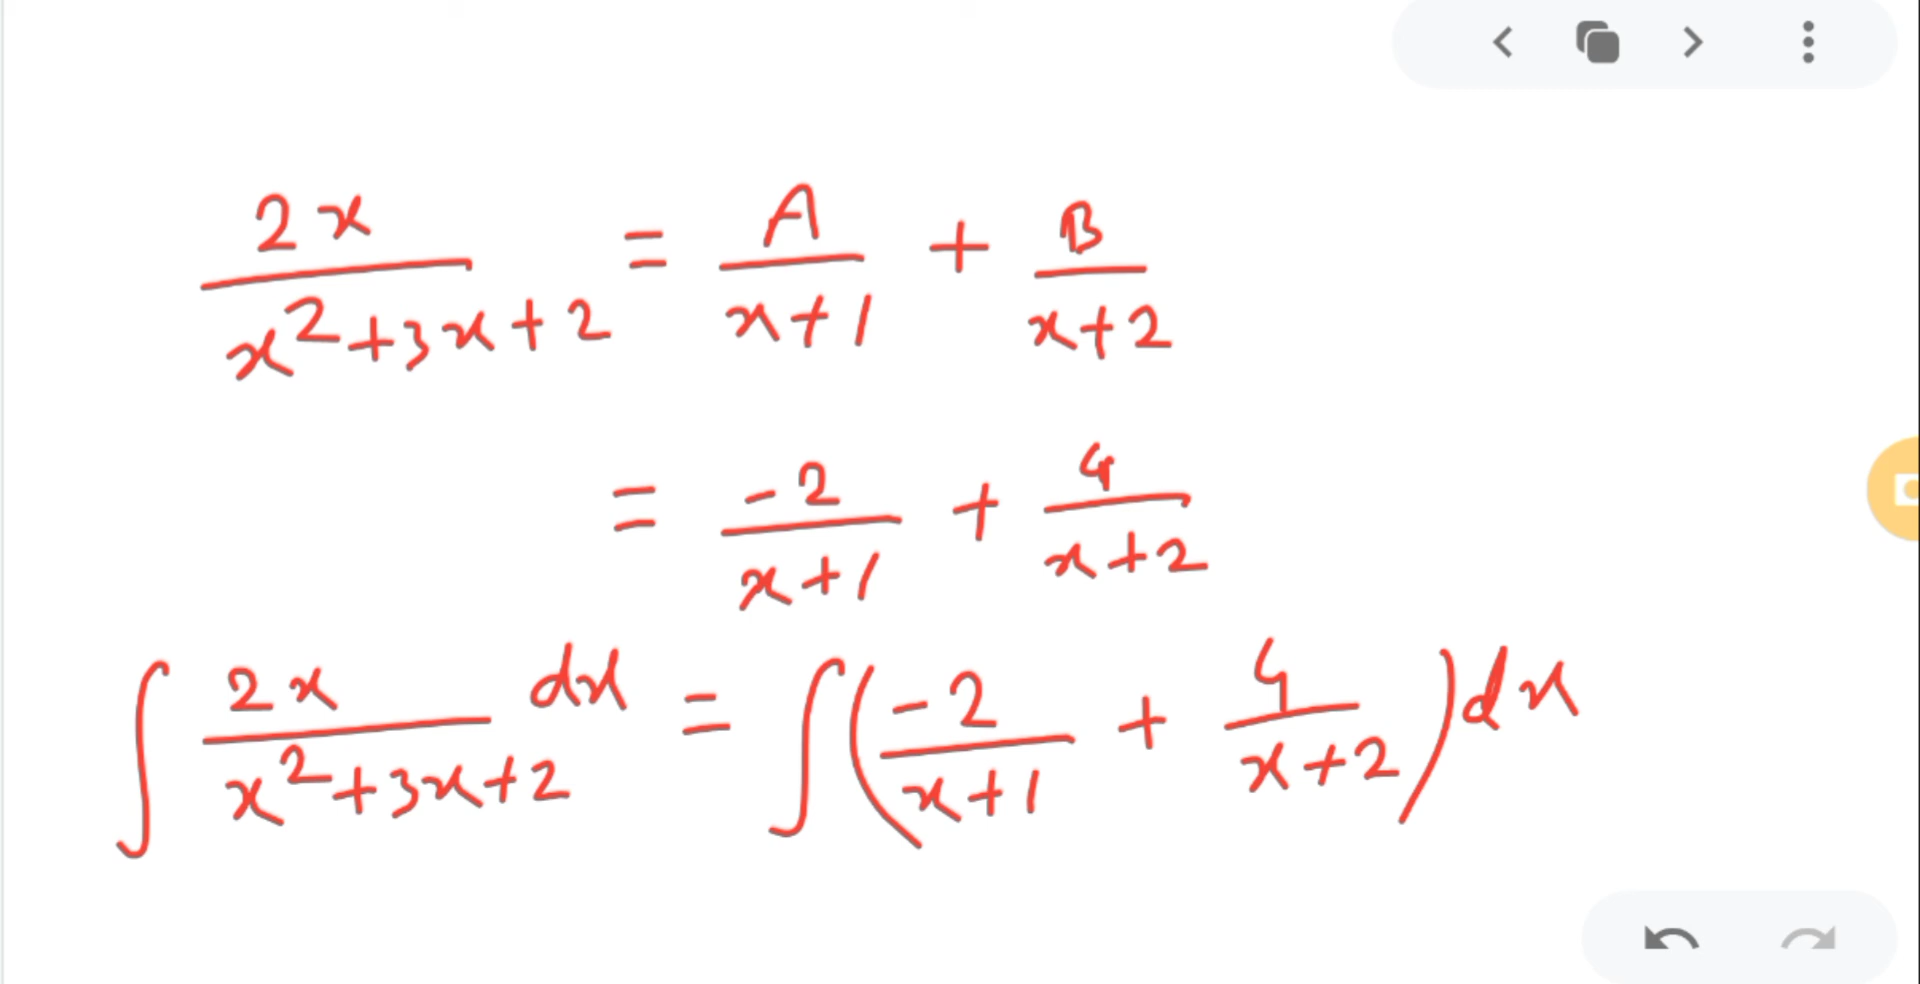 2x/(x²+3x+2) = A/(x+1) + B/(x+2)
= -2/(x+1) + 4/(x+2)
∫ 2x/(x²+3x+2) dx = ∫(-2/(x+1) + 4/(x+2))dx